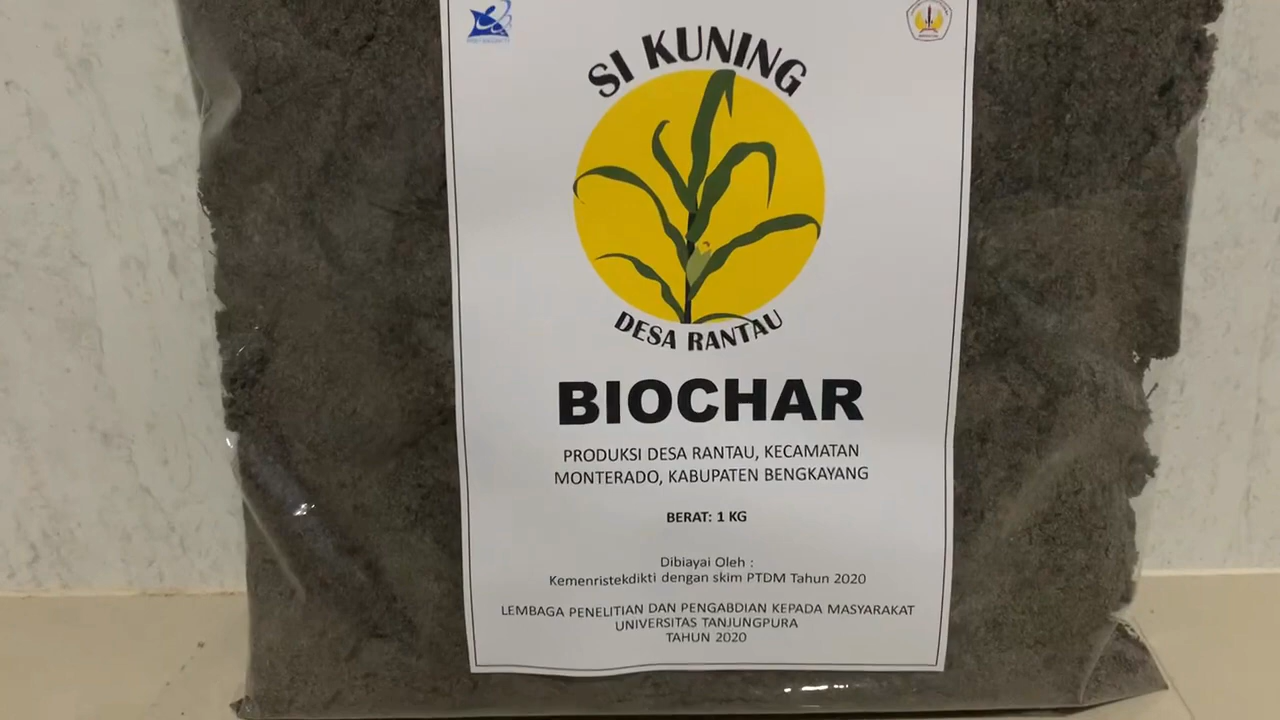 SI KUNING
DESA RANTAU
BIOCHAR
PRODUKSI DESA RANTAU, KECAMATAN
MONTERADO, KABUPATEN BENGKAYANG
BERAT: 1 KG
Dibiayai Oleh :
Kemenristekdikti dengan skim PTDM Tahun 2020
LEMBAGA PENELITIAN DAN PENGABDIAN KEPADA MASYARAKAT
UNIVERSITAS TANJUNGPURA
TAHUN 2020